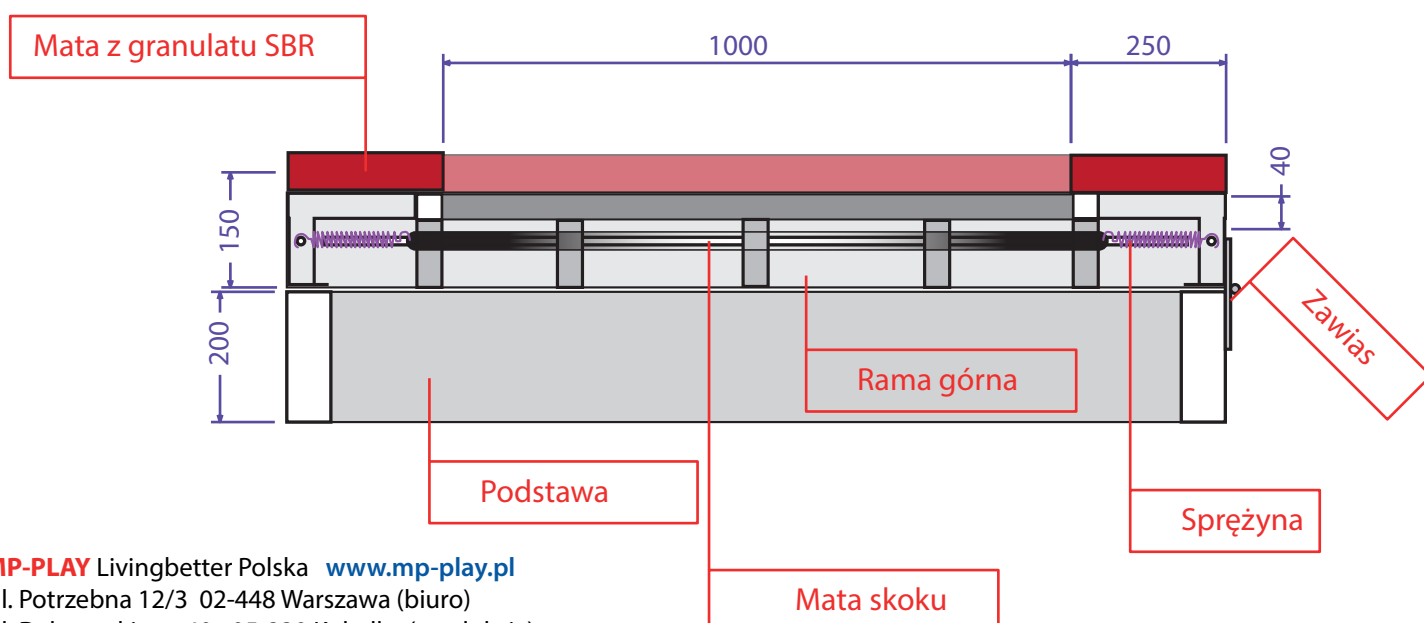 Mata z granulatu SBR
1000
250
40
150
200
Zawias
Rama górna
Podstawa
Sprężyna
MP-PLAY Livingbetter Polska www.mp-play.pl
l. Potrzebna 12/3 02-448 Warszawa (biuro)
Mata skoku